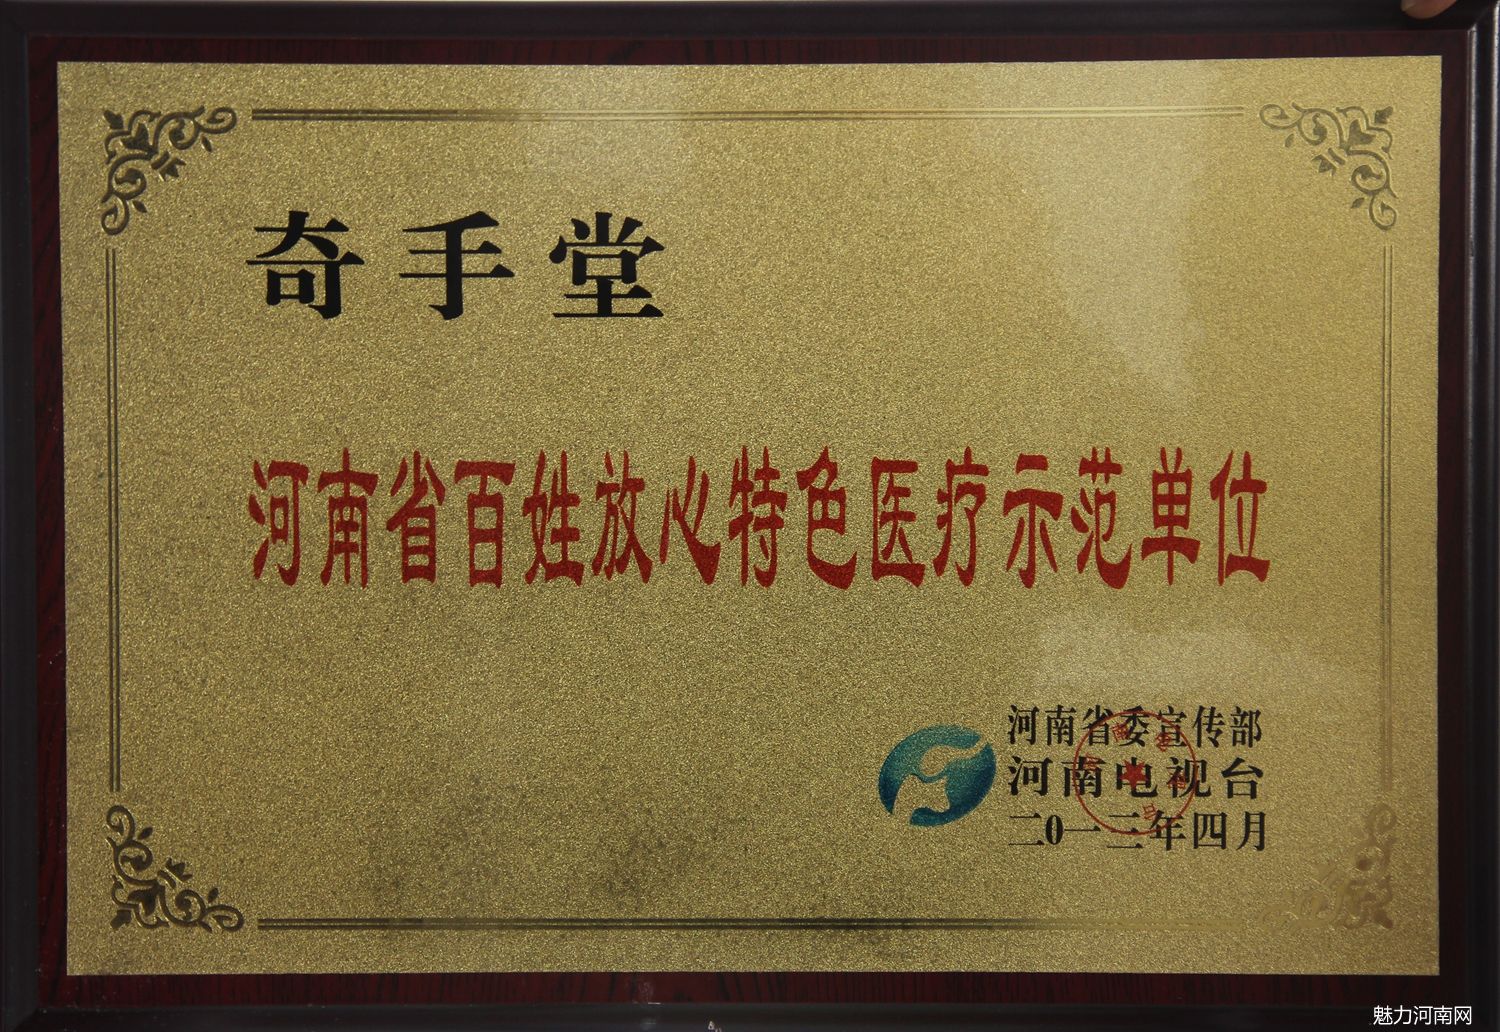 奇手堂
河南省百姓放心特色医疗示范单位
河南省委宣传部
河南电视台
二0一三年四月
魅力河南网